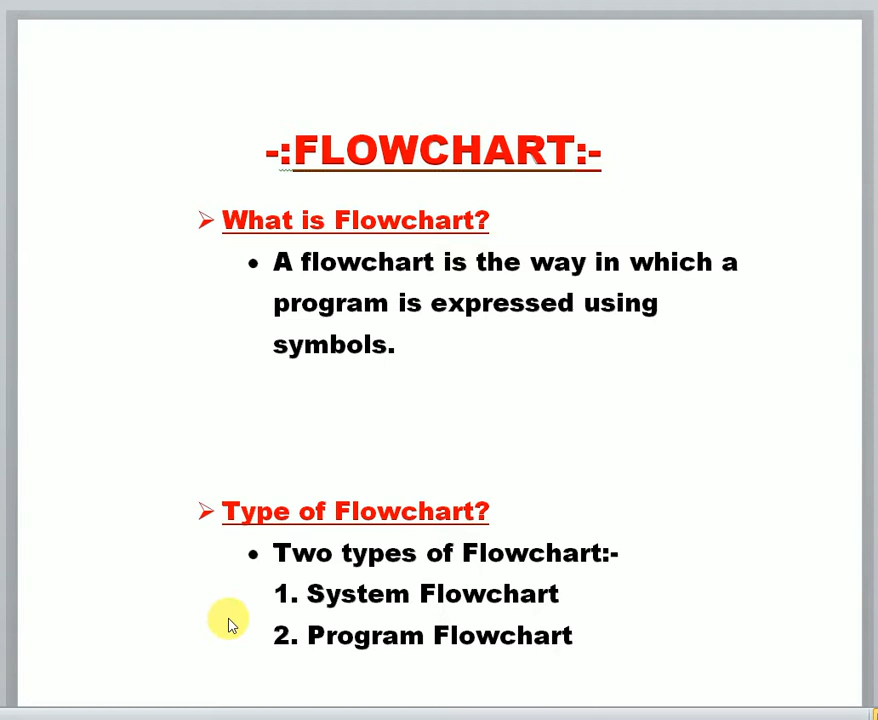 -:FLOWCHART:-
➢ What is Flowchart?
• A flowchart is the way in which a
program is expressed using
symbols.
➢ Type of Flowchart?
• Two types of Flowchart:-
1. System Flowchart
2. Program Flowchart